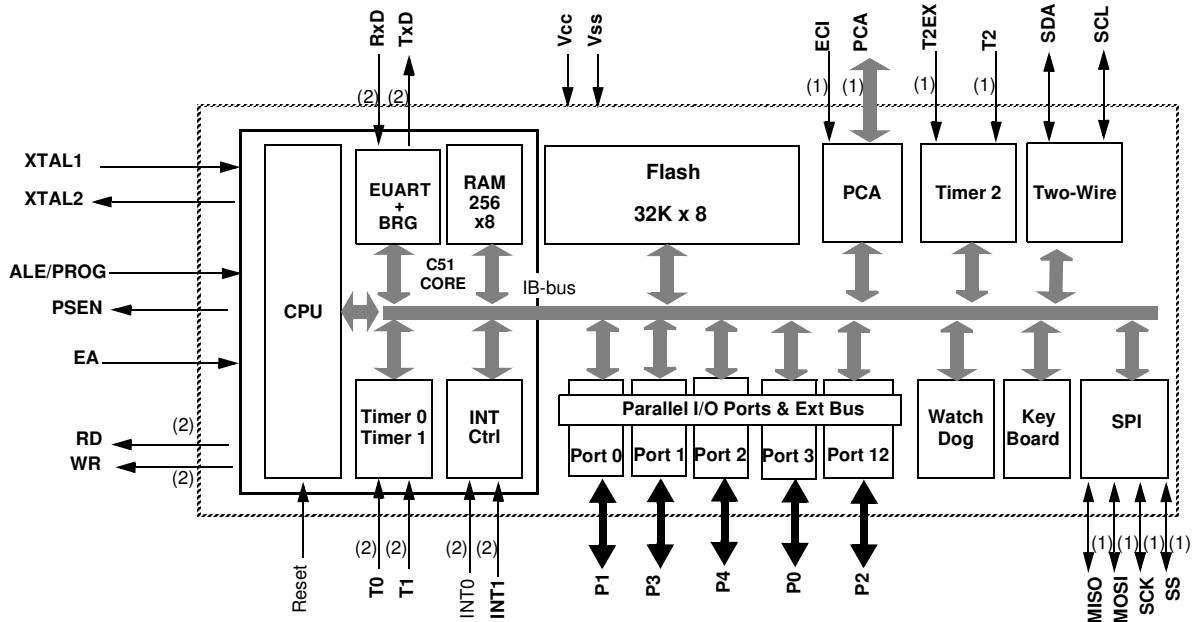 RxD
TxD
Vcc
Vss
ECI
PCA
T2EX
T2
SDA
SCL
(2)
(2)
(1)
(1)
(1)
(1)
XTAL1
XTAL2
ALE/PROG
PSEN
EA
RD
(2)
WR
(2)
CPU
EUART
+
BRG
RAM
256
x8
C51
CORE
IB-bus
Flash
32K x 8
PCA
Timer 2
Two-Wire
Timer 0
Timer 1
INT
Ctrl
Parallel I/O Ports & Ext Bus
Port 0
Port 1
Port 2
Port 3
Port 12
Watch
Dog
Key
Board
SPI
(2)
(2)
(2)
(2)
(1)
(1)
(1)
(1)
Reset
T0
T1
INT0
INT1
P1
P3
P4
P0
P2
MISO
MOSI
SCK
SS